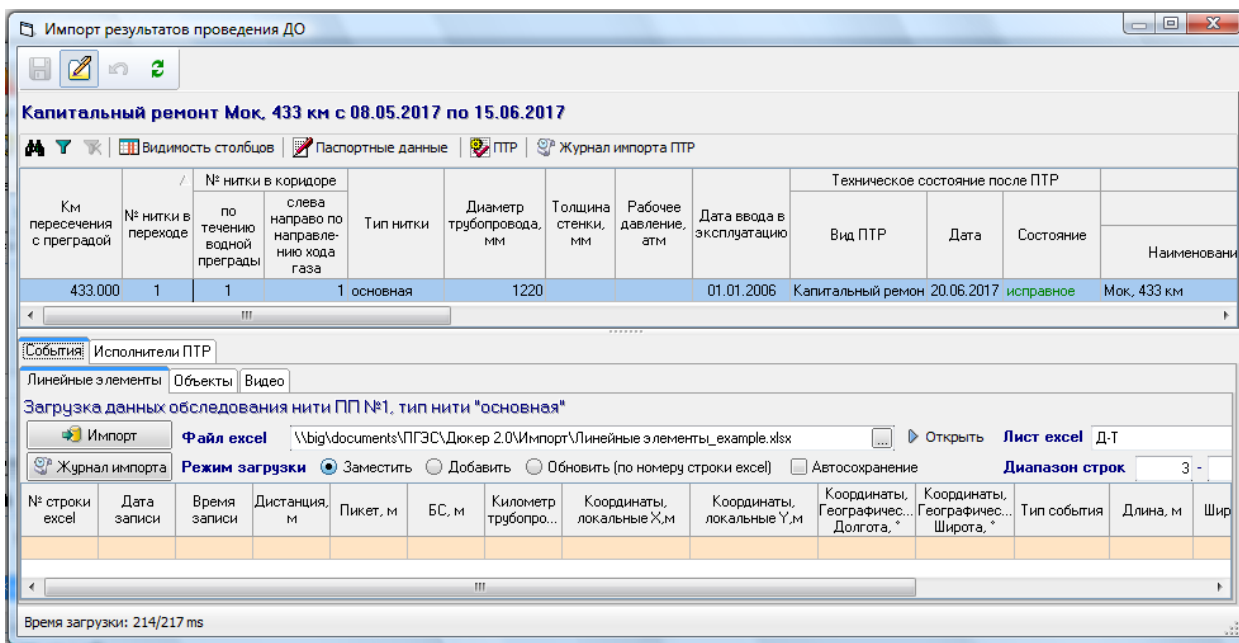 Импорт результатов проведения ДО
Капитальный ремонт Мок, 433 км с 08.05.2017 по 15.06.2017
Видимость столбцов Паспортные данные ПТР Журнал импорта ПТР
Км пересечения с преградой
№ нитки в переходе
№ нитки в коридоре
по течению водной преграды
слева направо по направле-нию хода газа
Тип нитки
Диаметр трубопровода, мм
Толщина стенки, мм
Рабочее давление, атм
Дата ввода в эксплуатацию
Техническое состояние после ПТР
Вид ПТР
Дата
Состояние
Наименовани
433.000 1 1 1 основная 1220 01.01.2006 Капитальный ремон 20.06.2017 исправное Мок, 433 км
События Исполнители ПТР
Линейные элементы Объекты Видео
Загрузка данных обследования нити ПП №1, тип нити "основная"
Импорт Файл excel \\big\documents\ПГЭС\Дюкер 2.0\Импорт\Линейные элементы_example.xlsx ... Открыть Лист excel Д-Т
Журнал импорта Режим загрузки Заместить Добавить Обновить (по номеру строки excel) Автосохранение Диапазон строк 3 -
№ строки excel
Дата записи
Время записи
Дистанция, м
Пикет, м
БС, м
Километр трубопро...
Координаты, локальные X,м
Координаты, локальные Y,м
Координаты, Географичес... Долгота, °
Координаты, Географичес... Широта, °
Тип события
Длина, м
Шир
Время загрузки: 214/217 ms